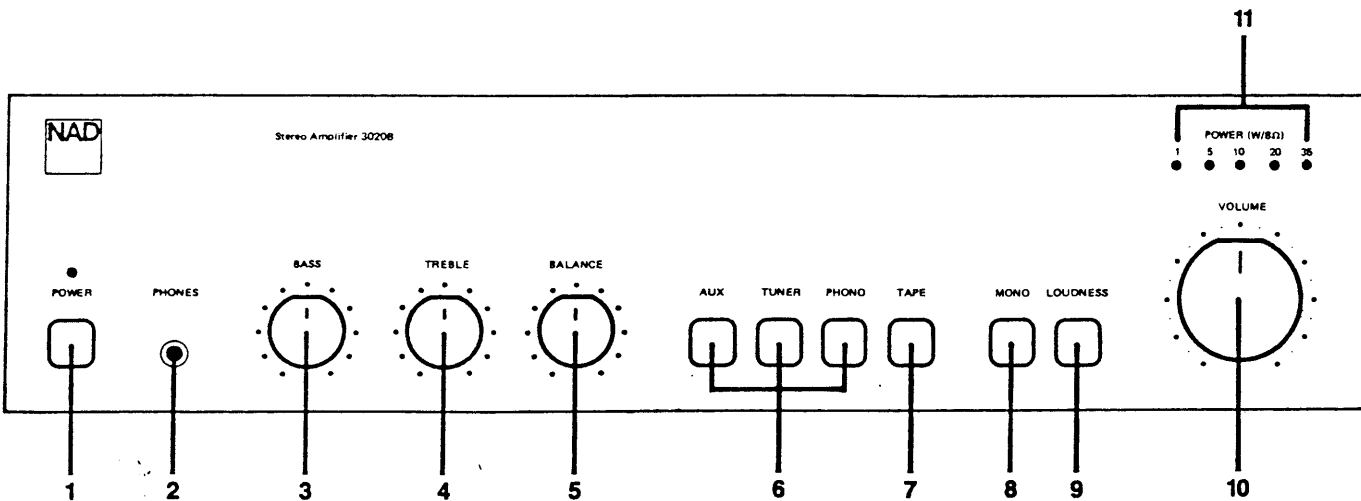 11
NAD
Stereo Amplifier 3020B
POWER (W/8Ω)
1 5 10 20 35
VOLUME
BASS TREBLE BALANCE
POWER PHONES AUX TUNER PHONO TAPE MONO LOUDNESS
1 2 3 4 5 6 7 8 9 10